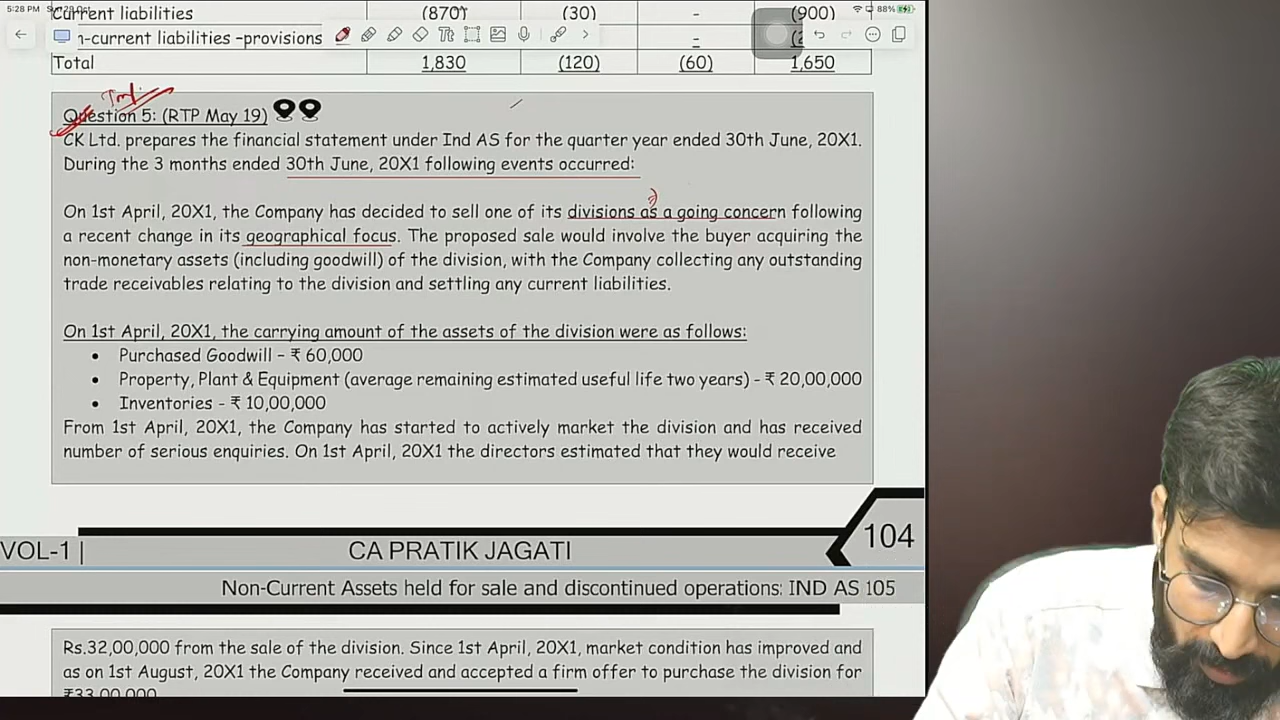 5:28 PM Sun 29 Oct
88%
Current liabilities (870) (30) - (900)
n-current liabilities –provisions -
Total 1,830 (120) (60) 1,650
Question 5: (RTP May 19)
CK Ltd. prepares the financial statement under Ind AS for the quarter year ended 30th June, 20X1.
During the 3 months ended 30th June, 20X1 following events occurred:
On 1st April, 20X1, the Company has decided to sell one of its divisions as a going concern following
a recent change in its geographical focus. The proposed sale would involve the buyer acquiring the
non-monetary assets (including goodwill) of the division, with the Company collecting any outstanding
trade receivables relating to the division and settling any current liabilities.
On 1st April, 20X1, the carrying amount of the assets of the division were as follows:
• Purchased Goodwill – ₹ 60,000
• Property, Plant & Equipment (average remaining estimated useful life two years) - ₹ 20,00,000
• Inventories - ₹ 10,00,000
From 1st April, 20X1, the Company has started to actively market the division and has received
number of serious enquiries. On 1st April, 20X1 the directors estimated that they would receive
104
VOL-1 | CA PRATIK JAGATI
Non-Current Assets held for sale and discontinued operations: IND AS 105
Rs.32,00,000 from the sale of the division. Since 1st April, 20X1, market condition has improved and
as on 1st August, 20X1 the Company received and accepted a firm offer to purchase the division for
₹33,00,000